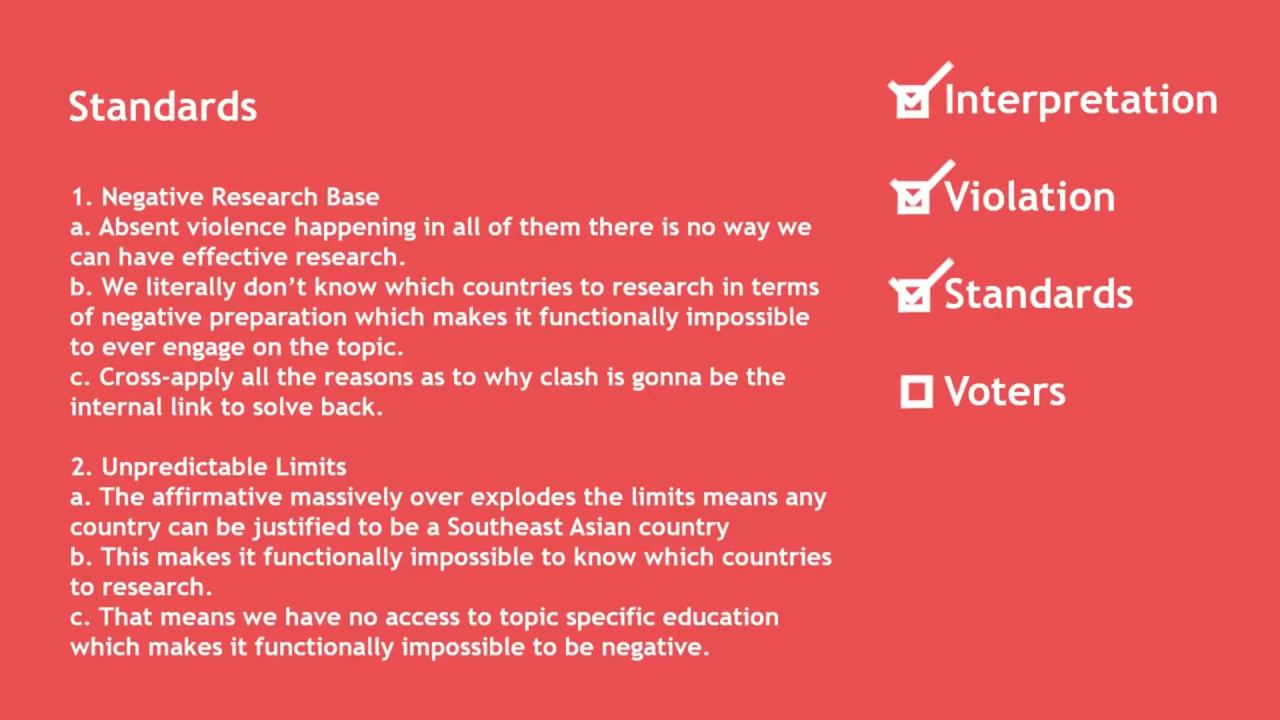 Standards
1. Negative Research Base
a. Absent violence happening in all of them there is no way we
can have effective research.
b. We literally don’t know which countries to research in terms
of negative preparation which makes it functionally impossible
to ever engage on the topic.
c. Cross-apply all the reasons as to why clash is gonna be the
internal link to solve back.
2. Unpredictable Limits
a. The affirmative massively over explodes the limits means any
country can be justified to be a Southeast Asian country
b. This makes it functionally impossible to know which countries
to research.
c. That means we have no access to topic specific education
which makes it functionally impossible to be negative.
Interpretation
Violation
Standards
Voters